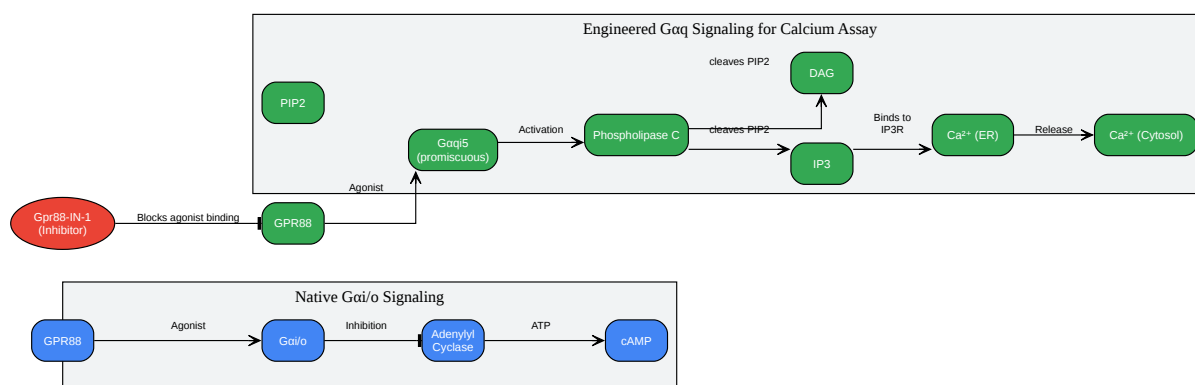 Engineered Gαq Signaling for Calcium Assay
cleaves PIP2
DAG
PIP2
Gαqi5
(promiscuous)
Activation
Phospholipase C
cleaves PIP2
IP3
Binds to
IP3R
Ca²⁺ (ER)
Release
Ca²⁺ (Cytosol)
Agonist
Gpr88-IN-1
(Inhibitor)
Blocks agonist binding
GPR88
Native Gαi/o Signaling
GPR88
Agonist
Gαi/o
Inhibition
Adenylyl
Cyclase
ATP
cAMP